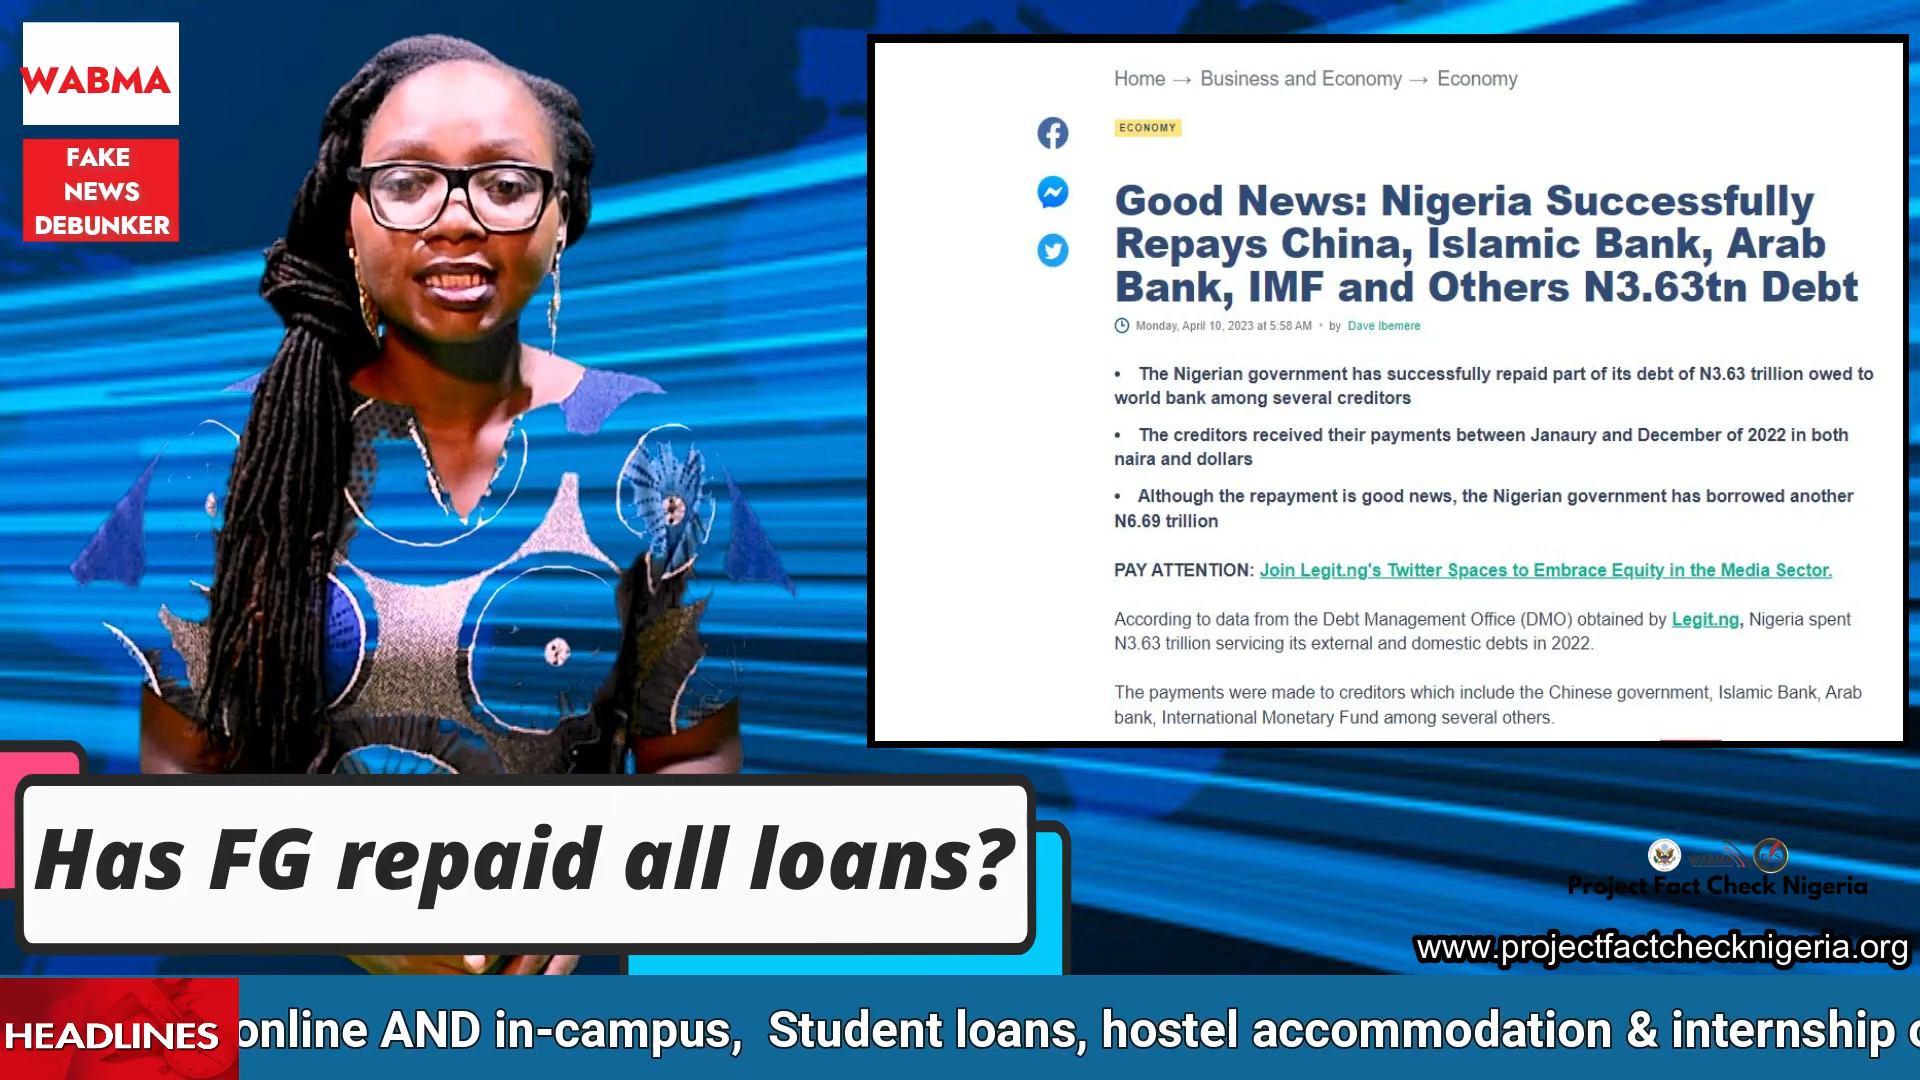 WABMA
FAKE
NEWS
DEBUNKER
Home → Business and Economy → Economy
ECONOMY
Good News: Nigeria Successfully
Repays China, Islamic Bank, Arab
Bank, IMF and Others N3.63tn Debt
Monday, April 10, 2023 at 5:58 AM • by Dave Ibemere
• The Nigerian government has successfully repaid part of its debt of N3.63 trillion owed to
world bank among several creditors
• The creditors received their payments between Janaury and December of 2022 in both
naira and dollars
• Although the repayment is good news, the Nigerian government has borrowed another
N6.69 trillion
PAY ATTENTION: Join Legit.ng's Twitter Spaces to Embrace Equity in the Media Sector.
According to data from the Debt Management Office (DMO) obtained by Legit.ng, Nigeria spent
N3.63 trillion servicing its external and domestic debts in 2022.
The payments were made to creditors which include the Chinese government, Islamic Bank, Arab
bank, International Monetary Fund among several others.
Has FG repaid all loans?
WABMA
Project Fact Check Nigeria
www.projectfactchecknigeria.org
HEADLINES
online AND in-campus, Student loans, hostel accommodation & internship